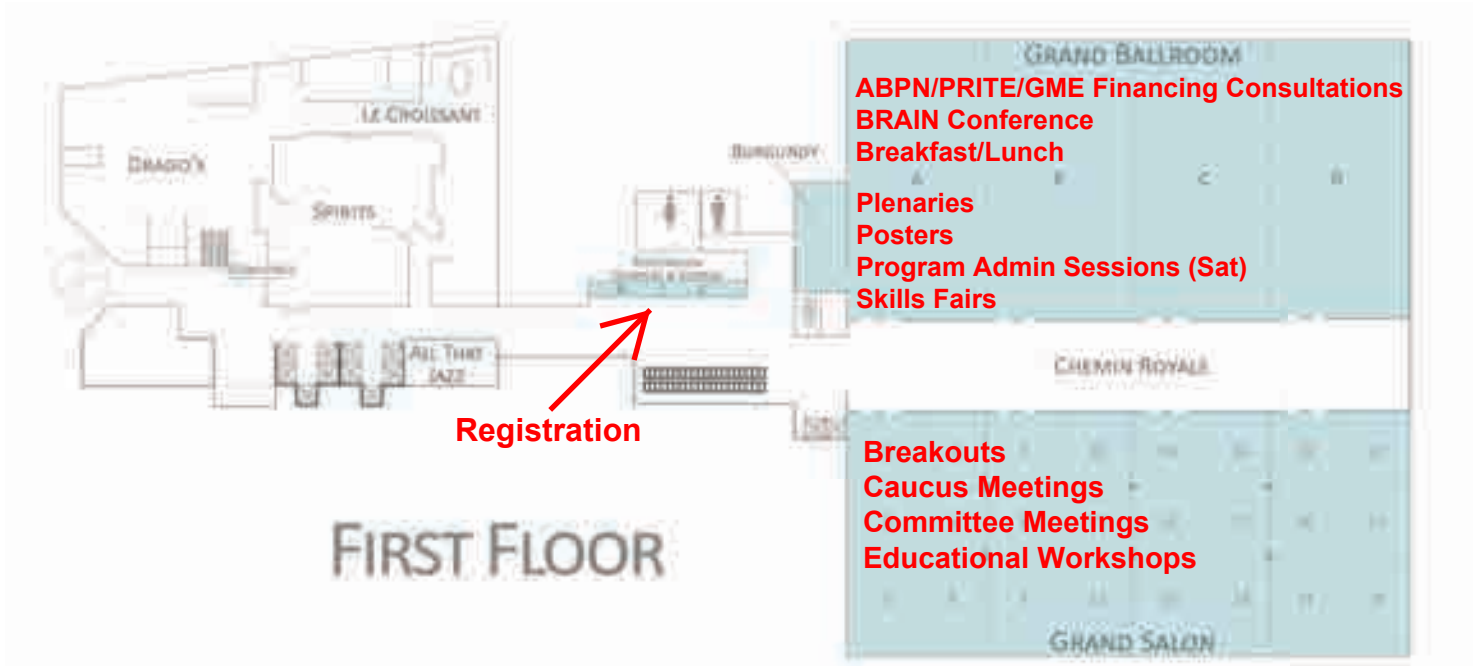 GRAND BALLROOM
ABPN/PRITE/GME Financing Consultations
BRAIN Conference
Breakfast/Lunch
A B C D
Plenaries
Posters
Program Admin Sessions (Sat)
Skills Fairs
LE CROISSANT
DRAGO'S
SPIRITS
BURGUNDY
ALL THAT
JAZZ
CHEMIN ROYALE
Registration
Breakouts
Caucus Meetings
Committee Meetings
Educational Workshops
FIRST FLOOR
GRAND SALON